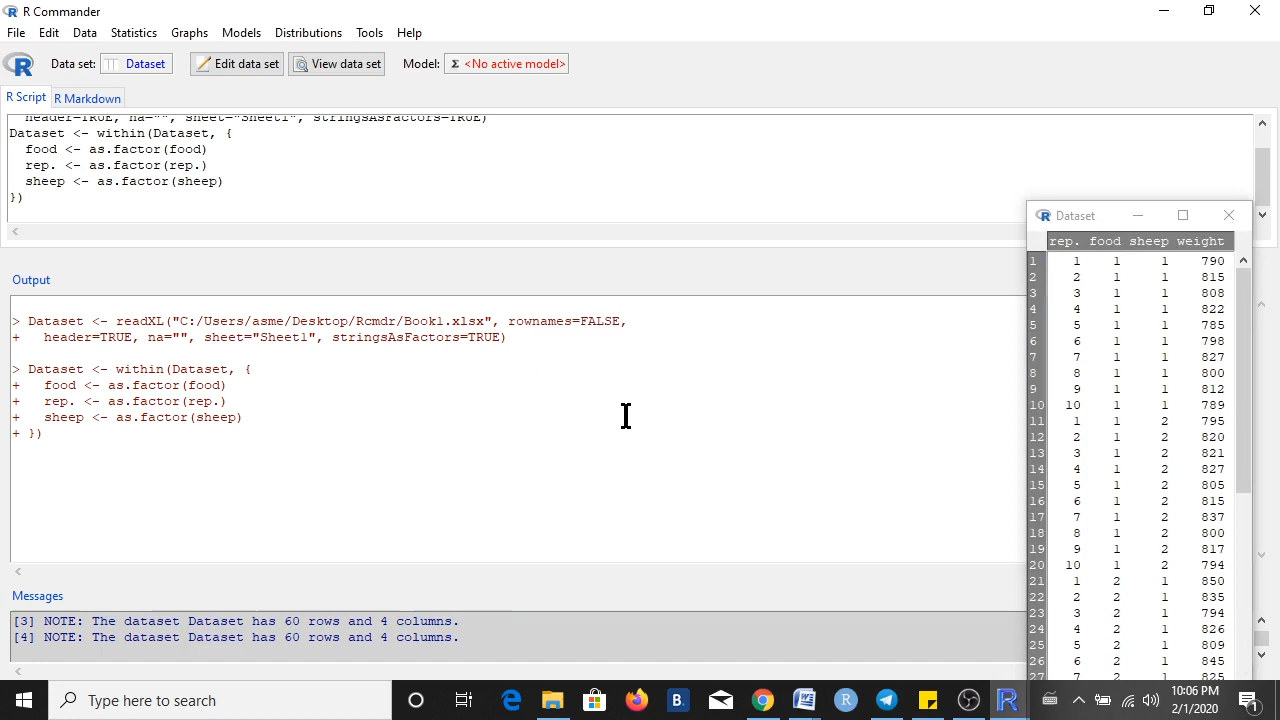 R Commander
File Edit Data Statistics Graphs Models Distributions Tools Help
Data set: Dataset Edit data set View data set Model: Σ <No active model>
R Script R Markdown
header=TRUE, na="", sheet="Sheet1", stringsAsFactors=TRUE)
Dataset <- within(Dataset, {
food <- as.factor(food)
rep. <- as.factor(rep.)
sheep <- as.factor(sheep)
})
Output
> Dataset <- readXL("C:/Users/asme/Desktop/Rcmdr/Book1.xlsx", rownames=FALSE,
+ header=TRUE, na="", sheet="Sheet1", stringsAsFactors=TRUE)
> Dataset <- within(Dataset, {
+ food <- as.factor(food)
+ rep. <- as.factor(rep.)
+ sheep <- as.factor(sheep)
+ })
Messages
[3] NOTE: The dataset Dataset has 60 rows and 4 columns.
[4] NOTE: The dataset Dataset has 60 rows and 4 columns.
Dataset
rep. food sheep weight
1 1 1 1 790
2 2 1 1 815
3 3 1 1 808
4 4 1 1 822
5 5 1 1 785
6 6 1 1 798
7 7 1 1 827
8 8 1 1 800
9 9 1 1 812
10 10 1 1 789
11 1 1 2 795
12 2 1 2 820
13 3 1 2 821
14 4 1 2 827
15 5 1 2 805
16 6 1 2 815
17 7 1 2 837
18 8 1 2 800
19 9 1 2 817
20 10 1 2 794
21 1 2 1 850
22 2 2 1 835
23 3 2 1 794
24 4 2 1 826
25 5 2 1 809
26 6 2 1 845
27 7 2 1 825
Type here to search
10:06 PM
2/1/2020